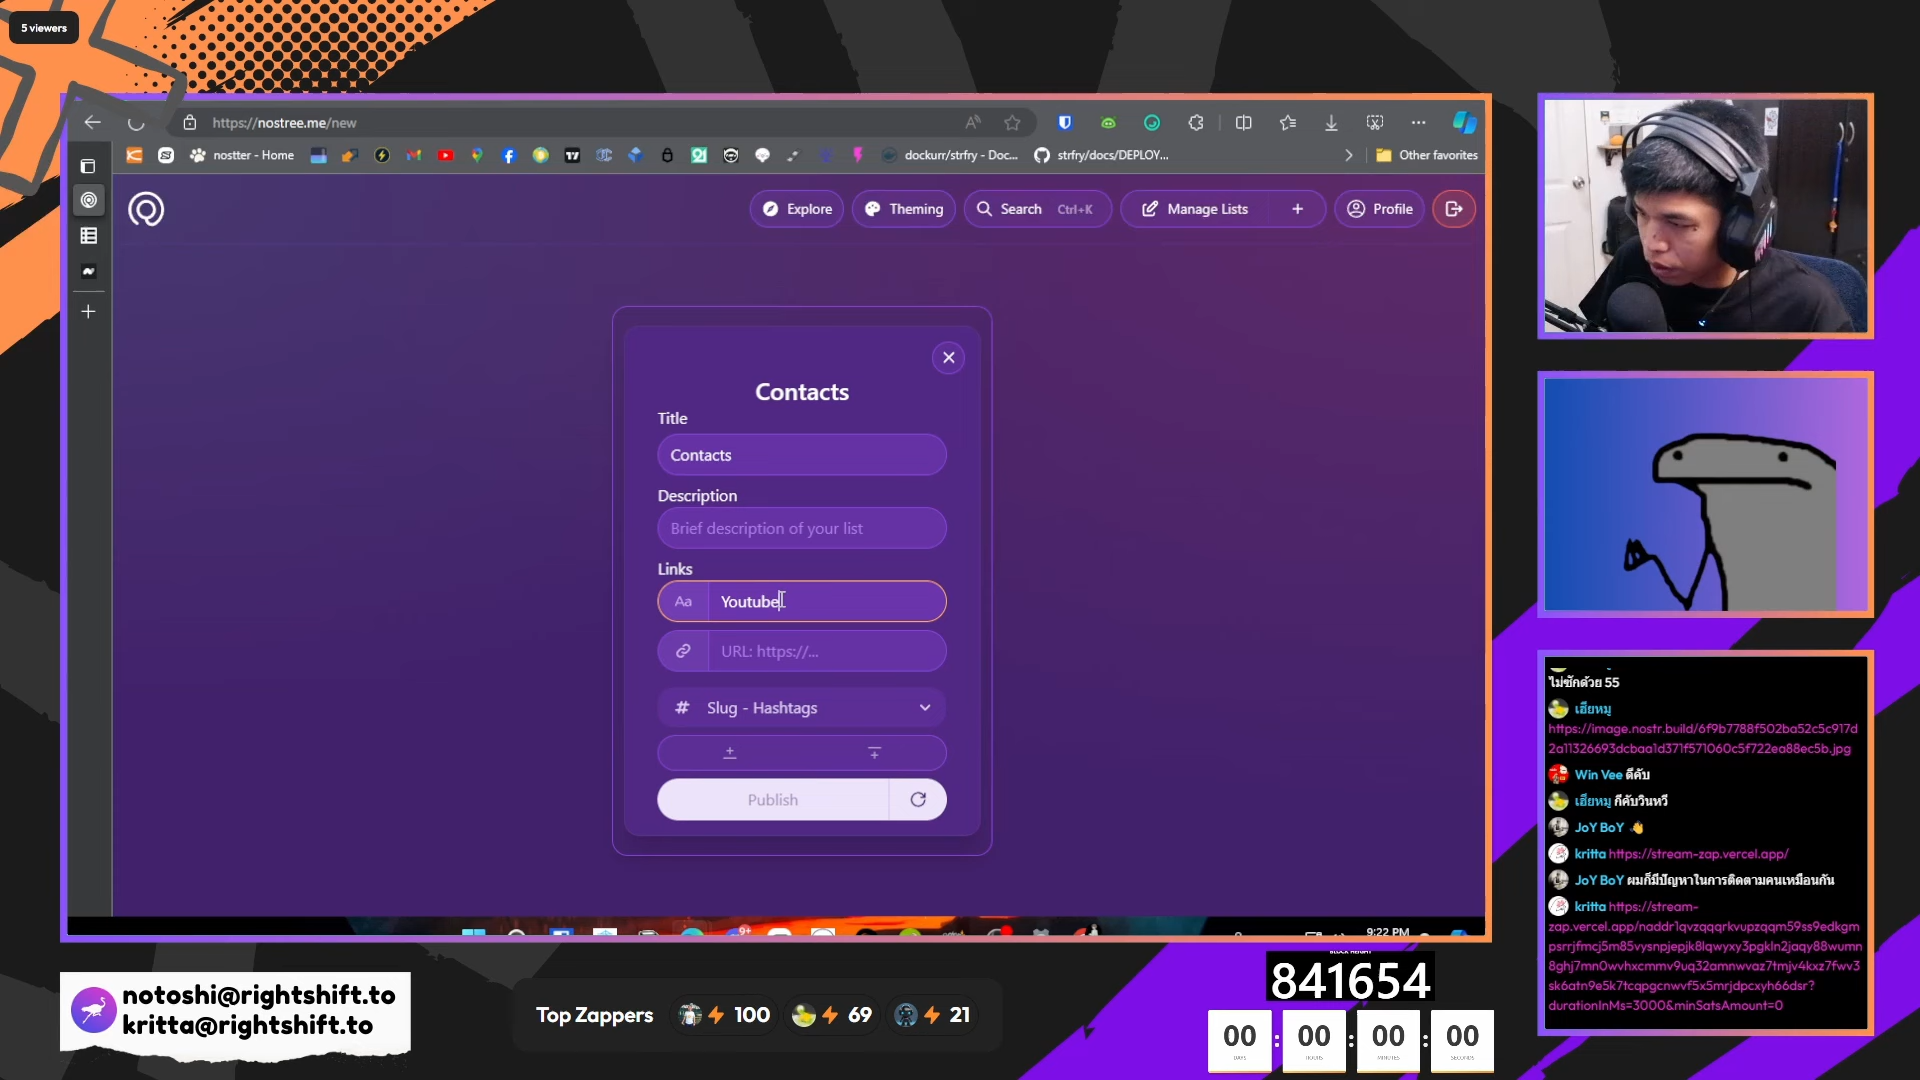 5 viewers
https://nostree.me/new
nostter - Home
dockurr/strfry - Doc...
strfry/docs/DEPLOY...
Other favorites
Explore
Theming
Search Ctrl+K
Manage Lists +
Profile
Contacts
Title
Contacts
Description
Brief description of your list
Links
Aa Youtube
URL: https://...
# Slug - Hashtags
Publish
9:22 PM
ไม่ซักด้วย 55
เฮียหมู
https://image.nostr.build/6f9b7788f502ba52c5c917d
2a11326693dcbaa1d371f571060c5f722ea88ec5b.jpg
Win Vee ดีคับ
เฮียหมู กีคับวินหวี
JoY BoY 👋
kritta https://stream-zap.vercel.app/
JoY BoY ผมก็มีปัญหาในการติดตามคนเหมือนกัน
kritta https://stream-
zap.vercel.app/naddr1qvzqqqrkvupzqqm59ss9edkgm
psrrjfmcj5m85vysnpjepjk8lqwyxy3pgkln2jaqy88wumn
8ghj7mn0wvhxcmmv9uq32amnwvaz7tmjv4kxz7fwv3
sk6atn9e5k7tcqpgcnwvf5x5mrjdpcxyh66dsr?
durationInMs=3000&minSatsAmount=0
notoshi@rightshift.to
kritta@rightshift.to
Top Zappers 100 69 21
BLOCK HEIGHT
841654
00 : 00 : 00 : 00
DAYS HOURS MINUTES SECONDS